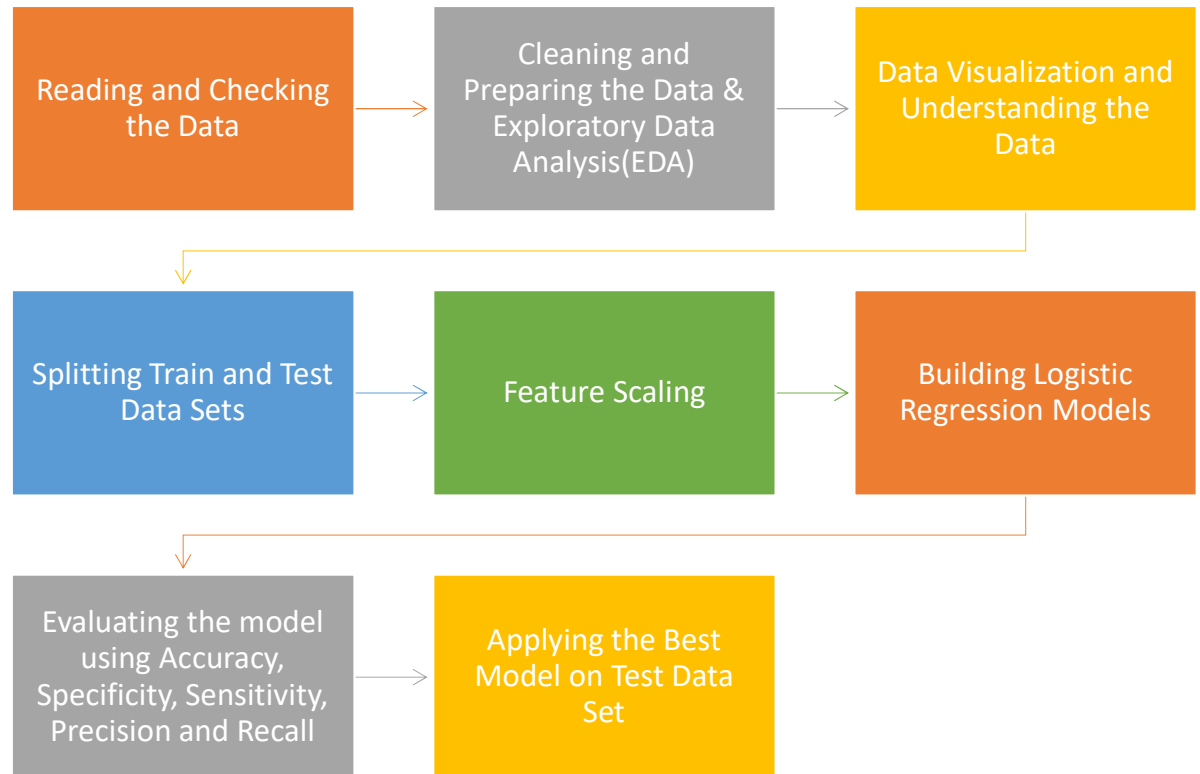 Reading and Checking
the Data
Cleaning and
Preparing the Data &
Exploratory Data
Analysis(EDA)
Data Visualization and
Understanding the
Data
Splitting Train and Test
Data Sets
Feature Scaling
Building Logistic
Regression Models
Evaluating the model
using Accuracy,
Specificity, Sensitivity,
Precision and Recall
Applying the Best
Model on Test Data
Set